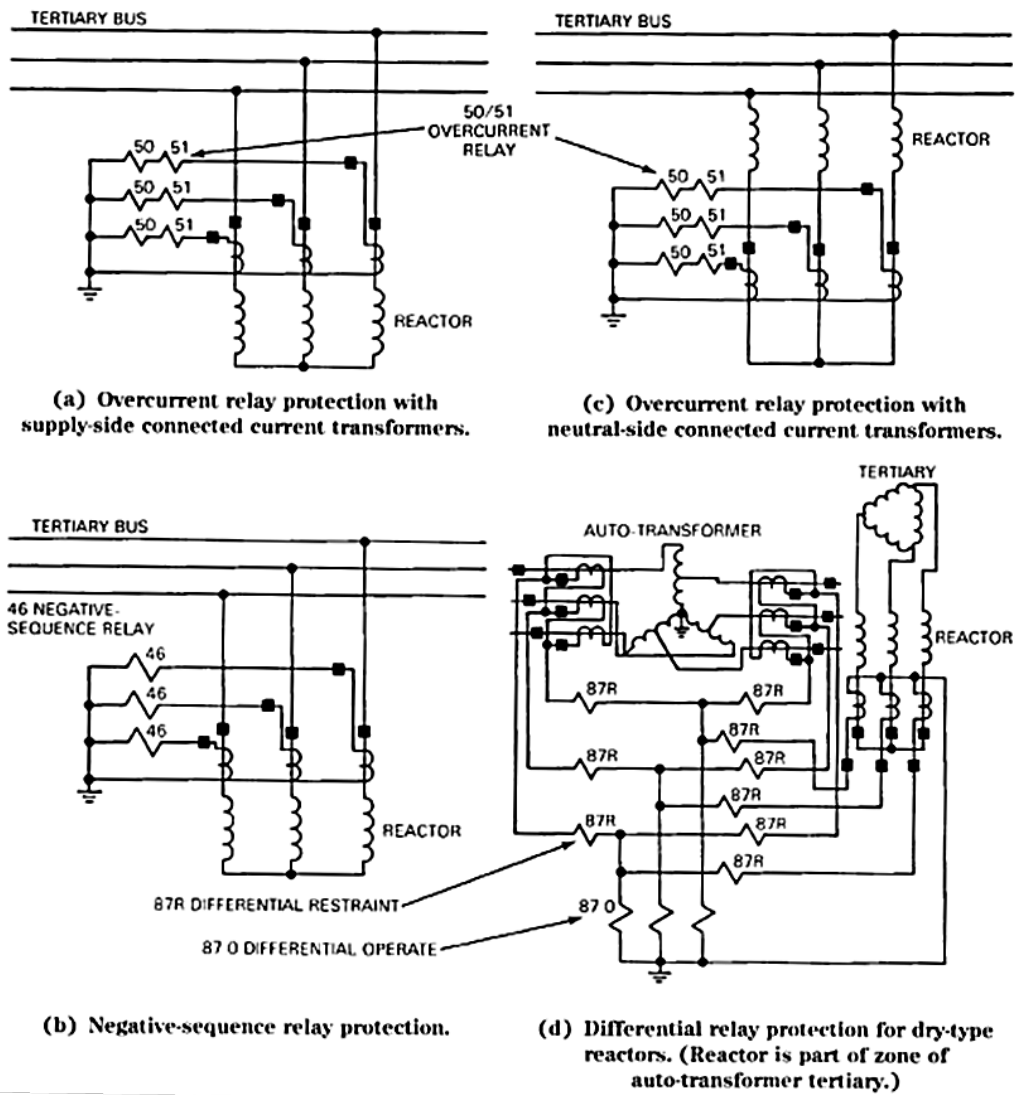 TERTIARY BUS
50/51
OVERCURRENT
RELAY
50 51
50 51
50 51
REACTOR
(a) Overcurrent relay protection with
supply-side connected current transformers.
TERTIARY BUS
REACTOR
50 51
50 51
50 51
(c) Overcurrent relay protection with
neutral-side connected current transformers.
TERTIARY BUS
46 NEGATIVE-
SEQUENCE RELAY
46
46
46
REACTOR
87R DIFFERENTIAL RESTRAINT
87 O DIFFERENTIAL OPERATE
(b) Negative-sequence relay protection.
TERTIARY
AUTO-TRANSFORMER
REACTOR
87R
87R
87R
87R
87R
87R
87R
87R
87R
87 O
(d) Differential relay protection for dry-type
reactors. (Reactor is part of zone of
auto-transformer tertiary.)